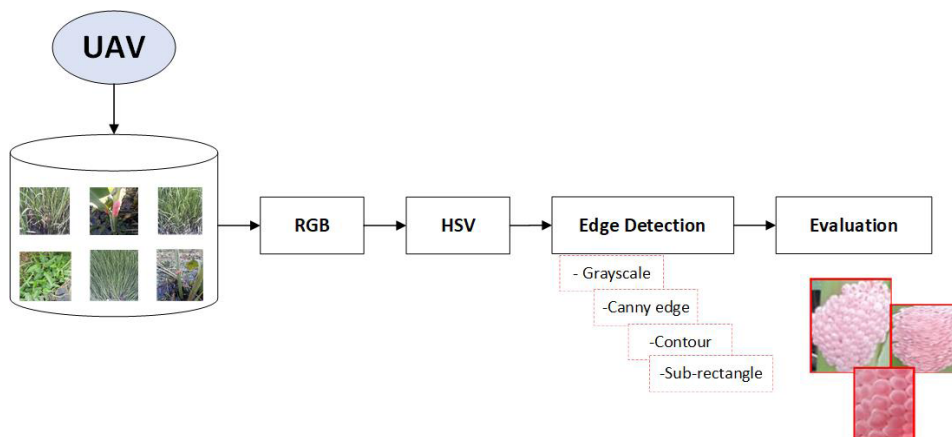 UAV
RGB
HSV
Edge Detection
Evaluation
- Grayscale
-Canny edge
-Contour
-Sub-rectangle